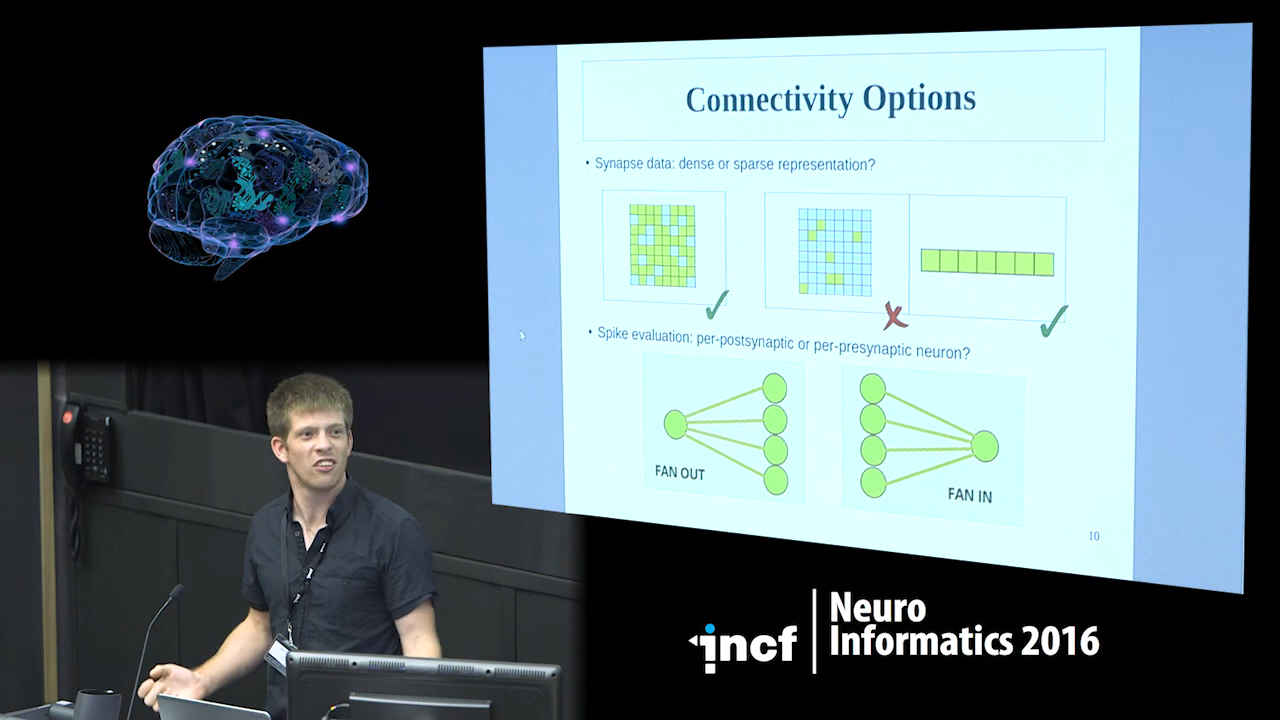 Connectivity Options
• Synapse data: dense or sparse representation?
• Spike evaluation: per-postsynaptic or per-presynaptic neuron?
FAN OUT
FAN IN
10
incf
Neuro
Informatics 2016